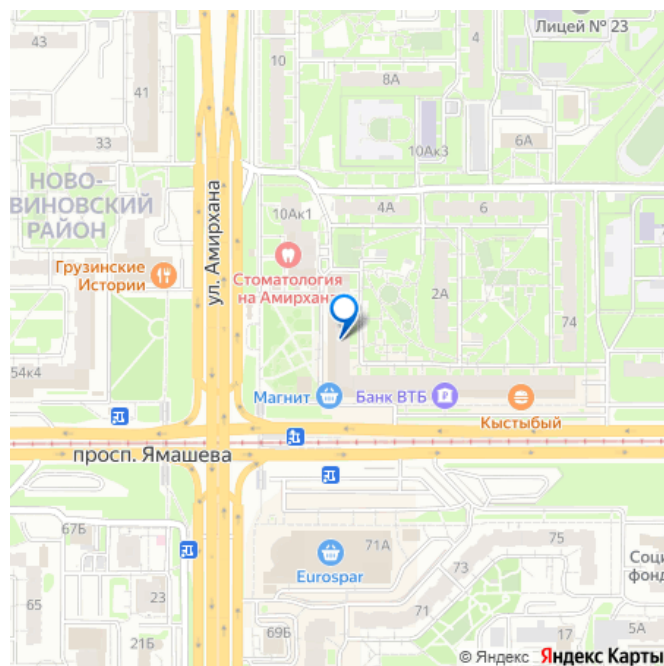 Лицей № 23
43
4
10
8А
41
33
10Ак3
6А
НОВО-
ВИНОВСКИЙ
РАЙОН
ул. Амирхана
10Ак1
4А
6
Грузинские
Истории
Стоматология
на Амирхана
2А
74
54к4
Магнит
Банк ВТБ
Кыстыбый
просп. Ямашева
67Б
71А
75
Eurospar
73
Соци
фонд
65
23
71
21Б
69Б
17
5А
© Яндекс Яндекс Карты